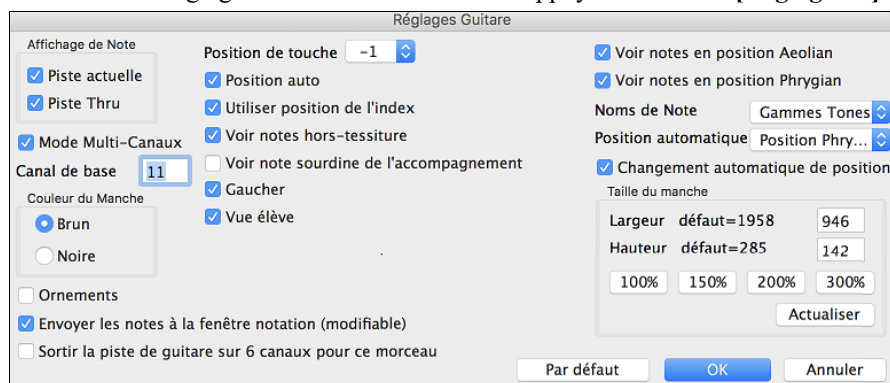 Réglages Guitare
Affichage de Note
Piste actuelle
Piste Thru
Mode Multi-Canaux
Canal de base 11
Couleur du Manche
Brun
Noire
Ornements
Envoyer les notes à la fenêtre notation (modifiable)
Sortir la piste de guitare sur 6 canaux pour ce morceau
Position de touche -1
Position auto
Utiliser position de l'index
Voir notes hors-tessiture
Voir note sourdine de l'accompagnement
Gaucher
Vue élève
Voir notes en position Aeolian
Voir notes en position Phrygian
Noms de Note Gammes Tones
Position automatique Position Phry...
Changement automatique de position
Taille du manche
Largeur défaut=1958 946
Hauteur défaut=285 142
100% 150% 200% 300%
Actualiser
Par défaut OK Annuler